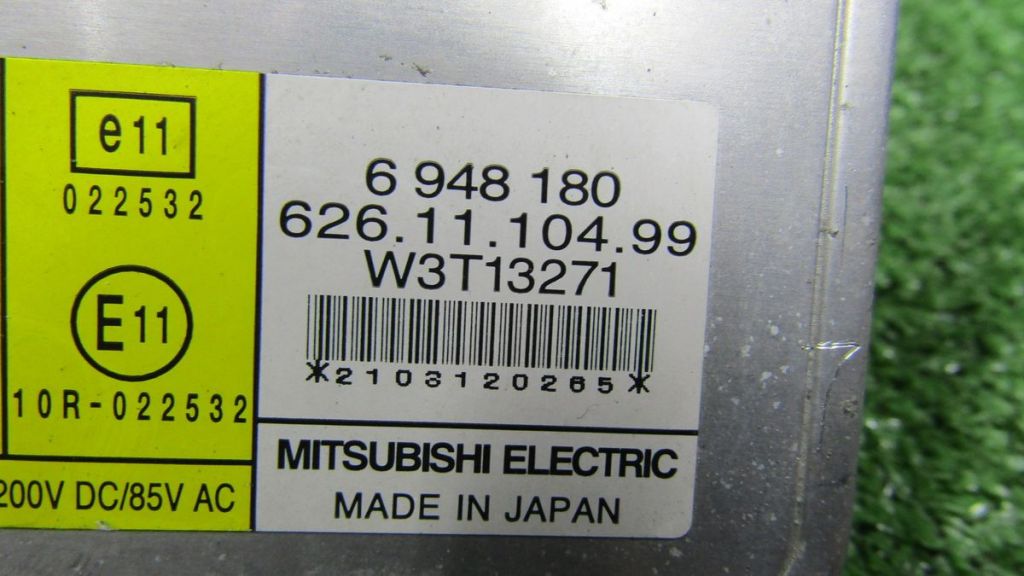 e11
022532
E11
10R-022532
200V DC/85V AC
6 948 180
626.11.104.99
W3T13271
*2103120265*
MITSUBISHI ELECTRIC
MADE IN JAPAN